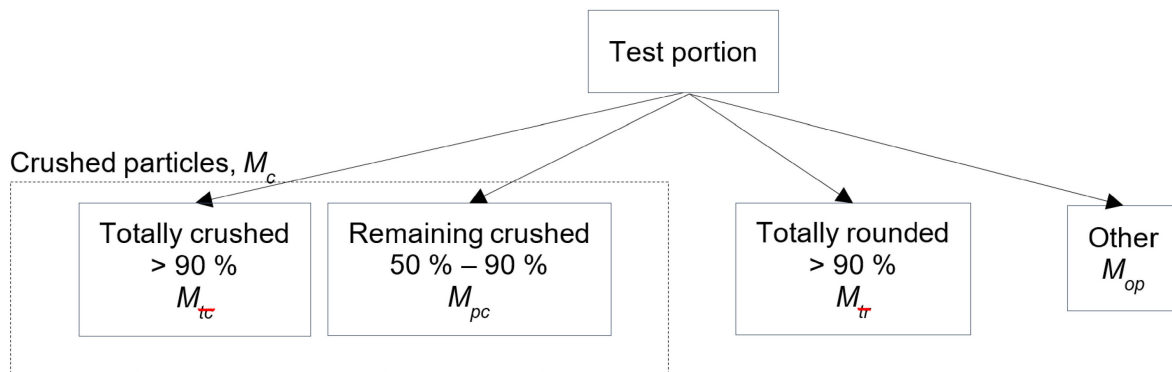 Test portion
Crushed particles, Mc
Totally crushed
> 90 %
Mtc
Remaining crushed
50 % – 90 %
Mpc
Totally rounded
> 90 %
Mtr
Other
Mop